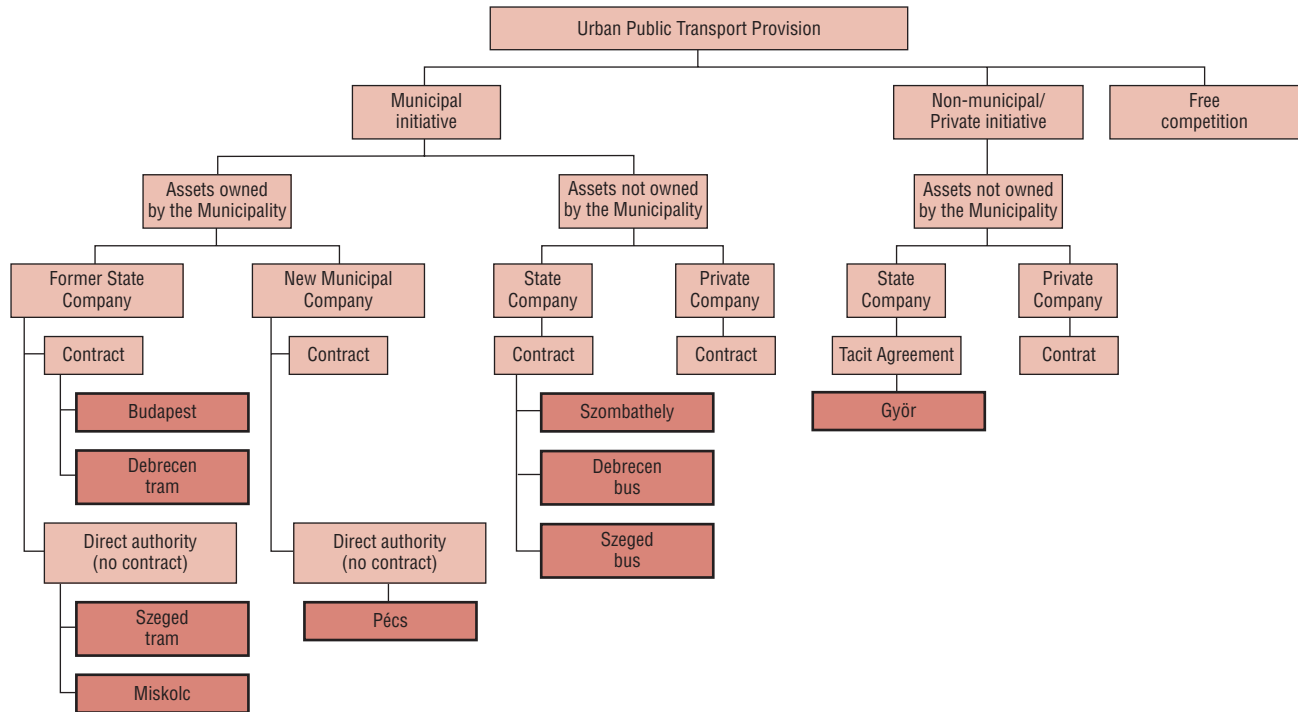 Urban Public Transport Provision
Municipal
initiative
Non-municipal/
Private initiative
Free
competition
Assets owned
by the Municipality
Assets not owned
by the Municipality
Assets not owned
by the Municipality
Former State
Company
New Municipal
Company
State
Company
Private
Company
State
Company
Private
Company
Contract
Contract
Contract
Contract
Tacit Agreement
Contrat
Budapest
Szombathely
Györ
Debrecen
tram
Debrecen
bus
Direct authority
(no contract)
Direct authority
(no contract)
Szeged
bus
Szeged
tram
Pécs
Miskolc